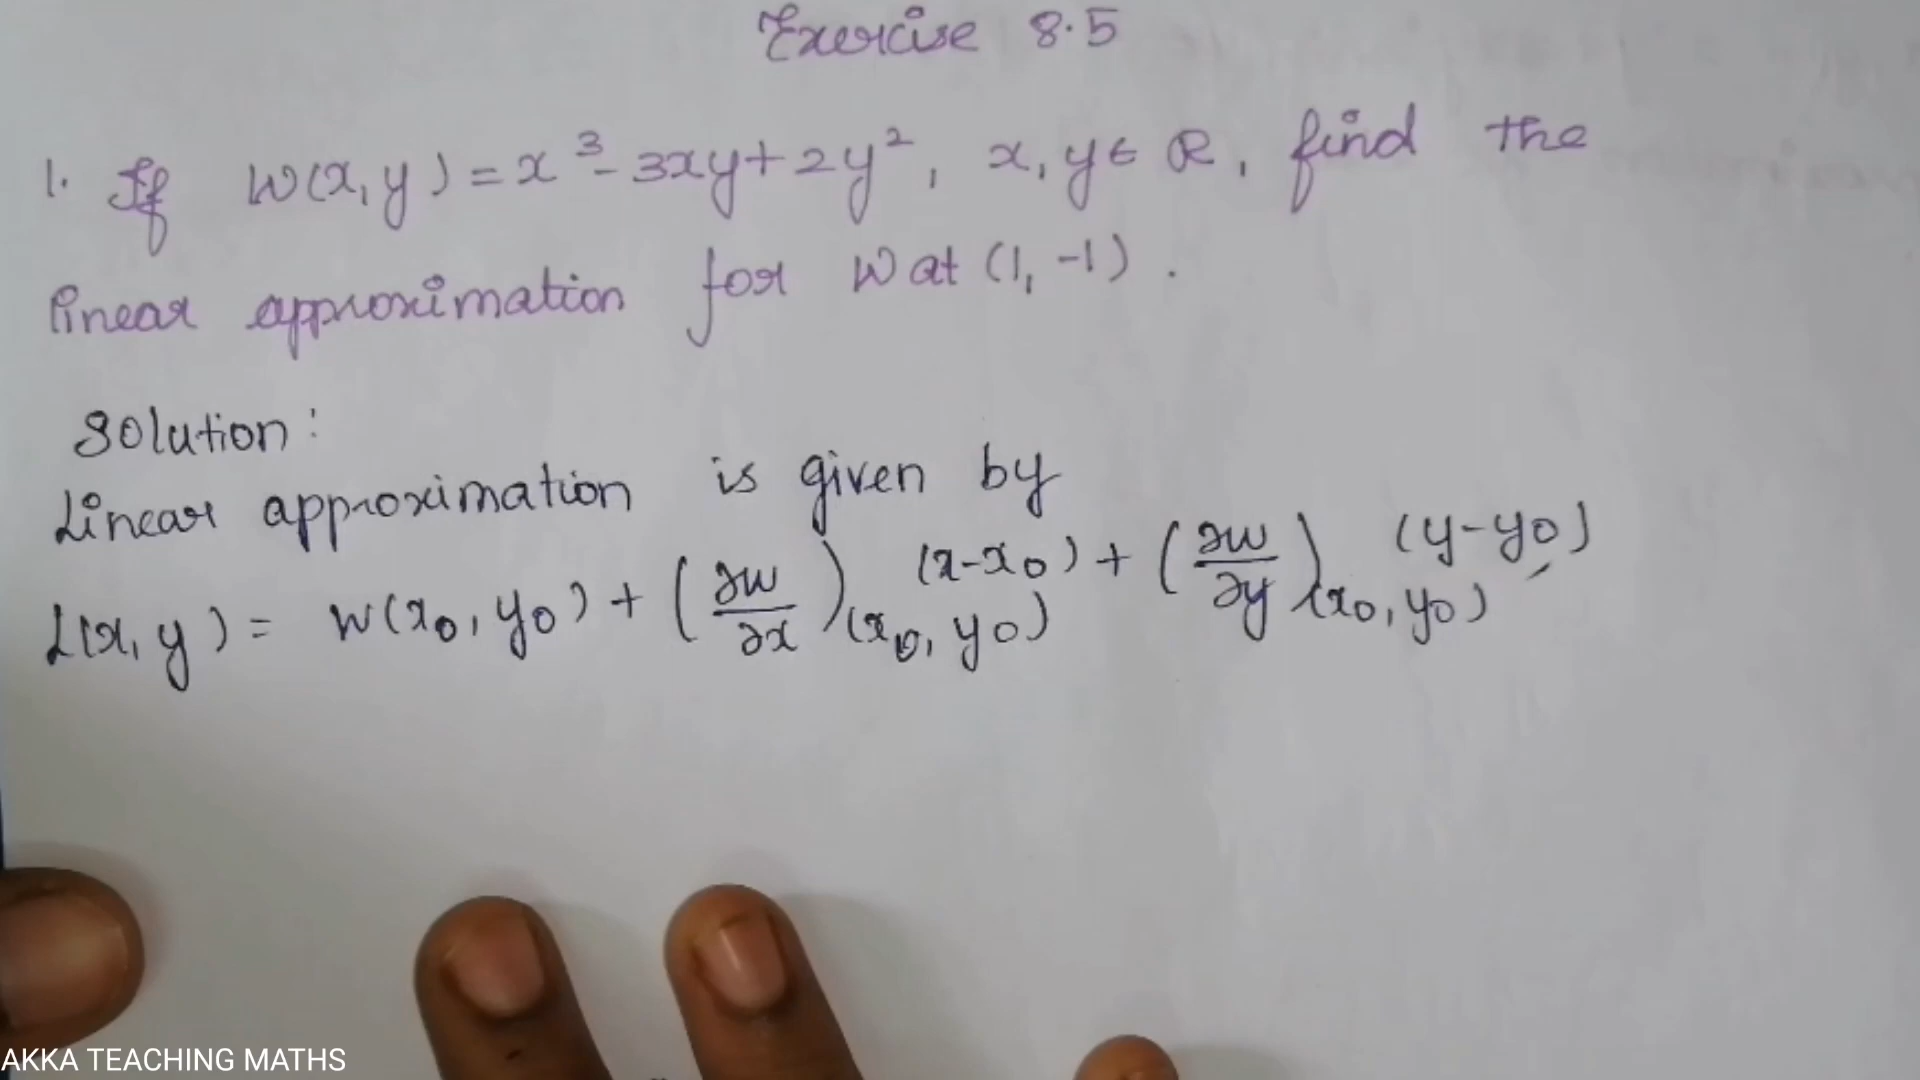 Exercise 8.5
1. If W(x, y) = x³ - 3xy + 2y², x, y ∈ R, find the
linear approximation for W at (1, -1).
Solution:
Linear approximation is given by
L(x, y) = W(x₀, y₀) + (∂w/∂x)(x₀, y₀) (x-x₀) + (∂w/∂y)(x₀, y₀) (y-y₀)
AKKA TEACHING MATHS